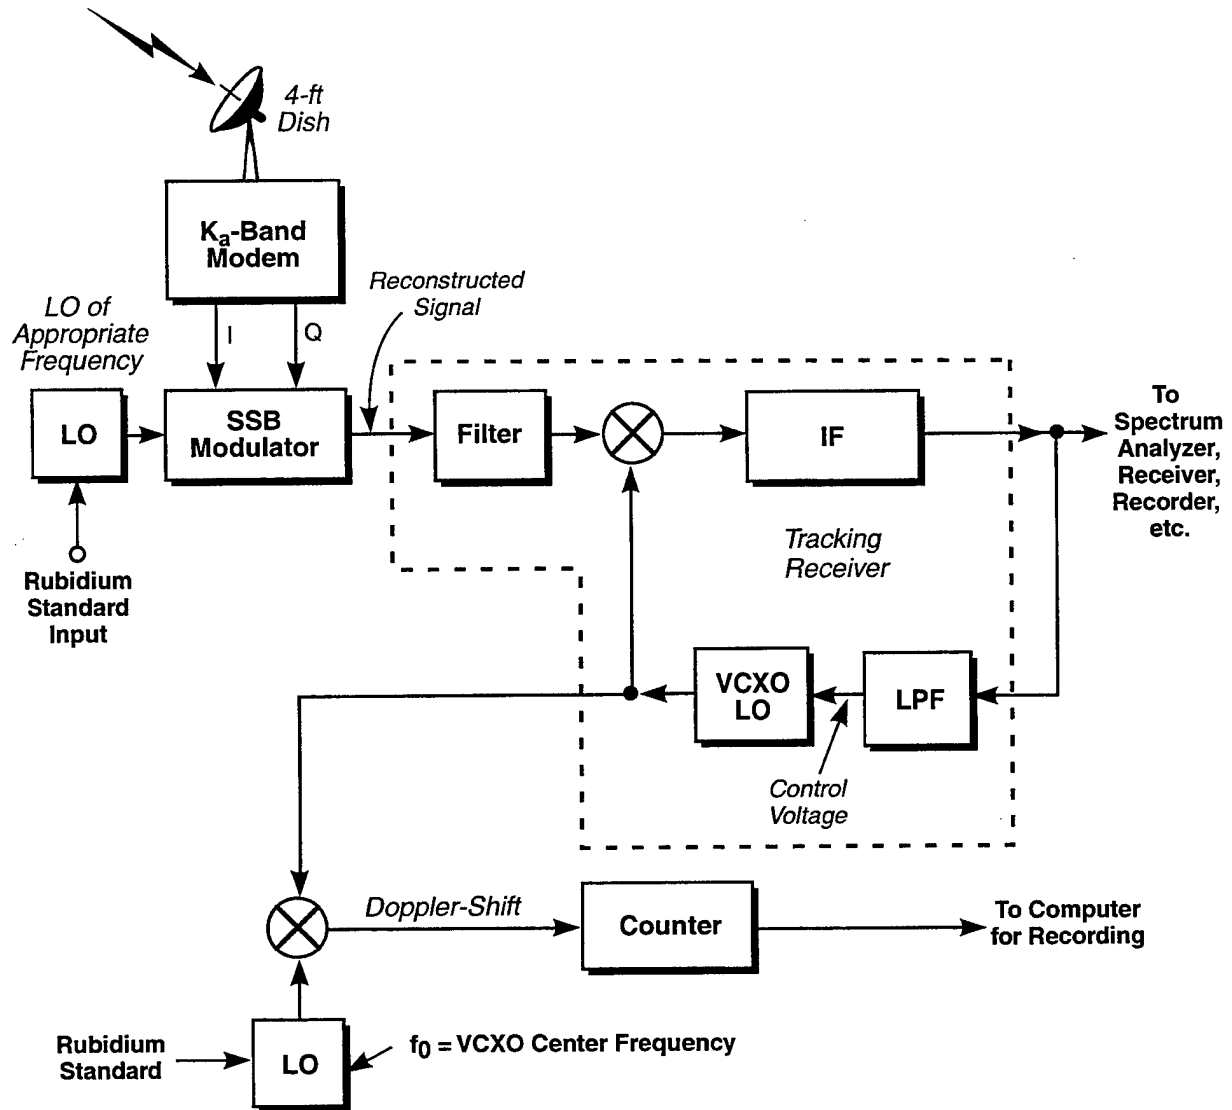 4-ft
Dish
Ka-Band
Modem
I
Q
Reconstructed
Signal
LO of
Appropriate
Frequency
LO
SSB
Modulator
Filter
IF
To
Spectrum
Analyzer,
Receiver,
Recorder,
etc.
Rubidium
Standard
Input
Tracking
Receiver
VCXO
LO
LPF
Control
Voltage
Doppler-Shift
Counter
To Computer
for Recording
Rubidium
Standard
LO
f0 = VCXO Center Frequency